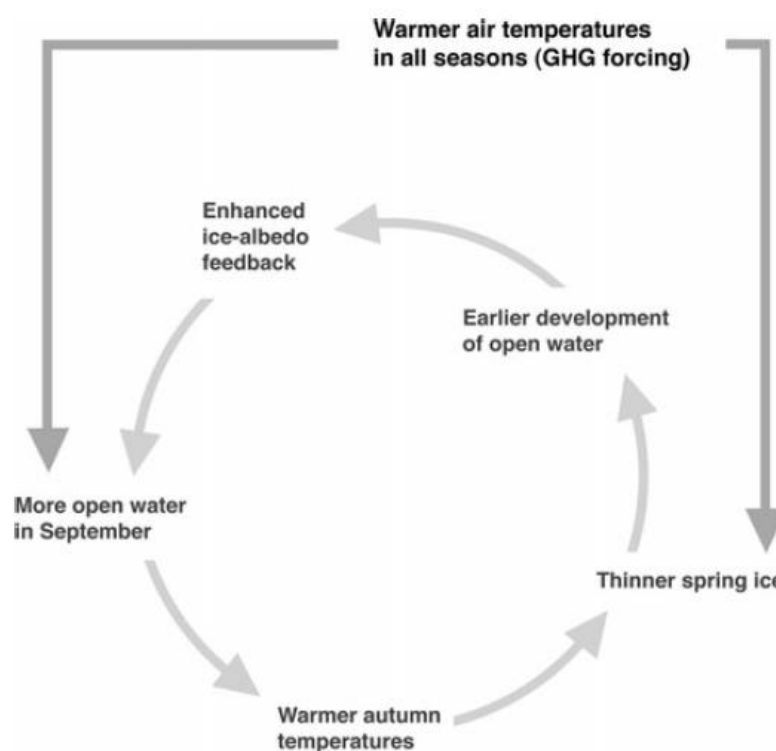 Warmer air temperatures
in all seasons (GHG forcing)
Enhanced
ice-albedo
feedback
Earlier development
of open water
More open water
in September
Thinner spring ice
Warmer autumn
temperatures